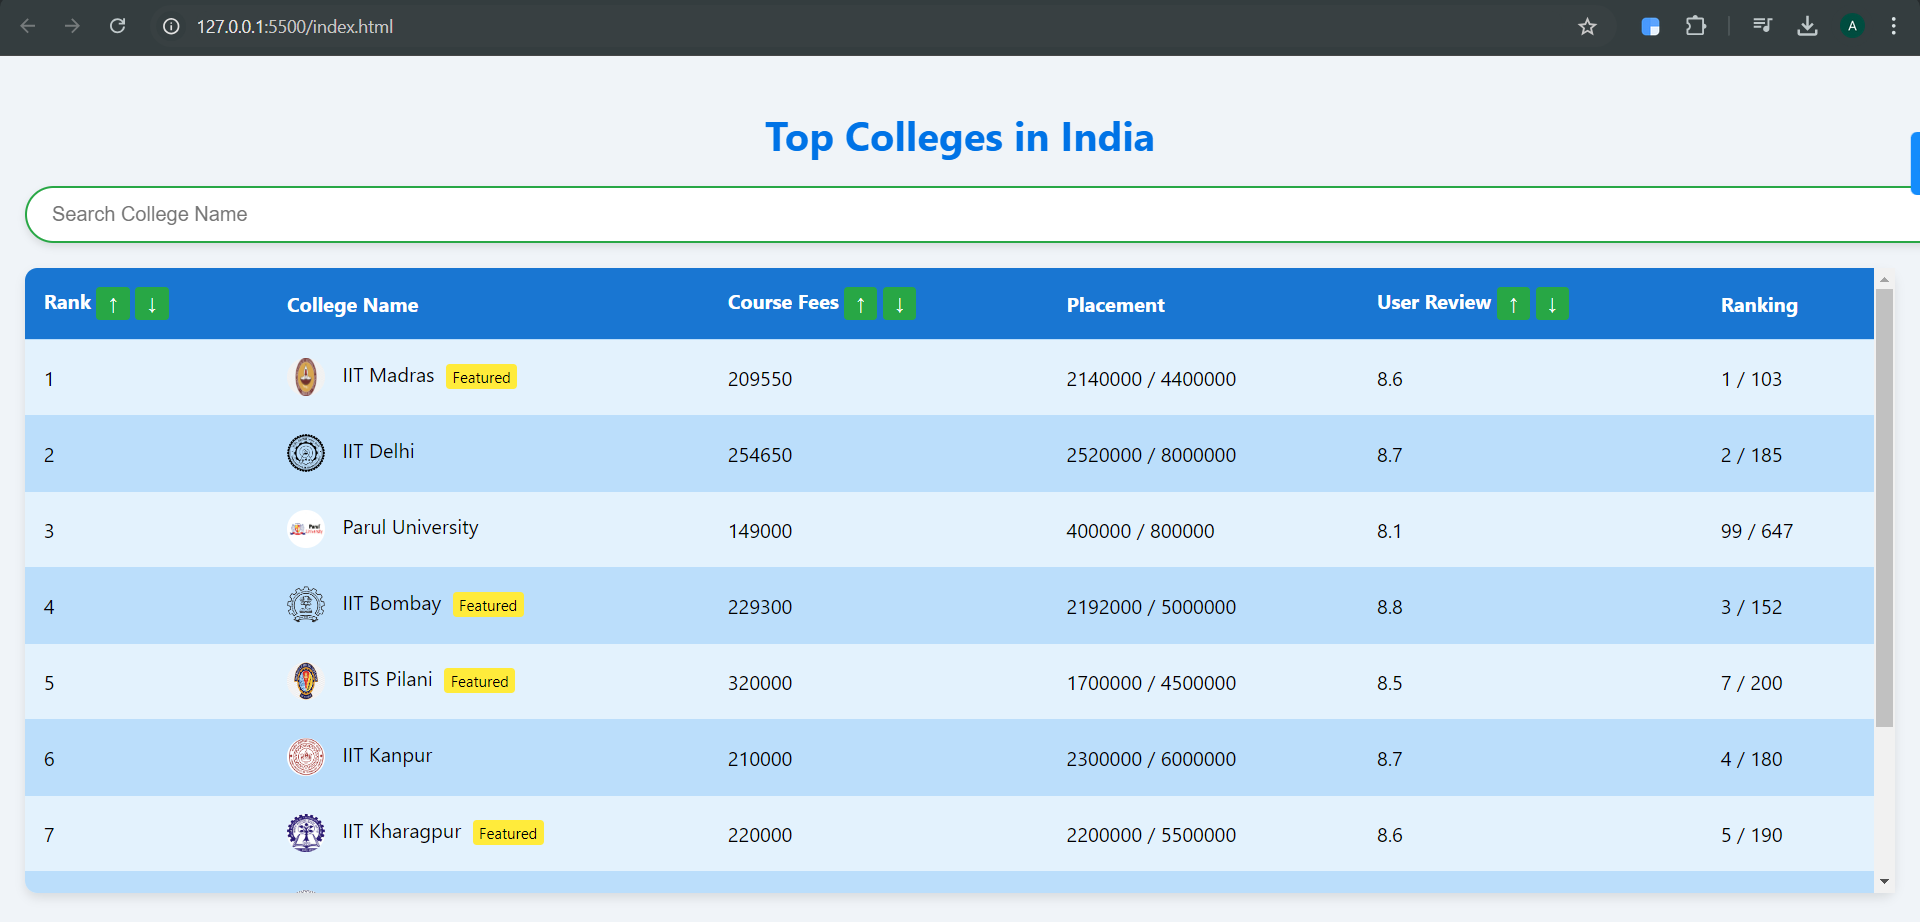 127.0.0.1:5500/index.html
A
Top Colleges in India
Search College Name
Rank ↑ ↓ College Name Course Fees ↑ ↓ Placement User Review ↑ ↓ Ranking
1 IIT Madras Featured 209550 2140000 / 4400000 8.6 1 / 103
2 IIT Delhi 254650 2520000 / 8000000 8.7 2 / 185
3 Parul University 149000 400000 / 800000 8.1 99 / 647
4 IIT Bombay Featured 229300 2192000 / 5000000 8.8 3 / 152
5 BITS Pilani Featured 320000 1700000 / 4500000 8.5 7 / 200
6 IIT Kanpur 210000 2300000 / 6000000 8.7 4 / 180
7 IIT Kharagpur Featured 220000 2200000 / 5500000 8.6 5 / 190